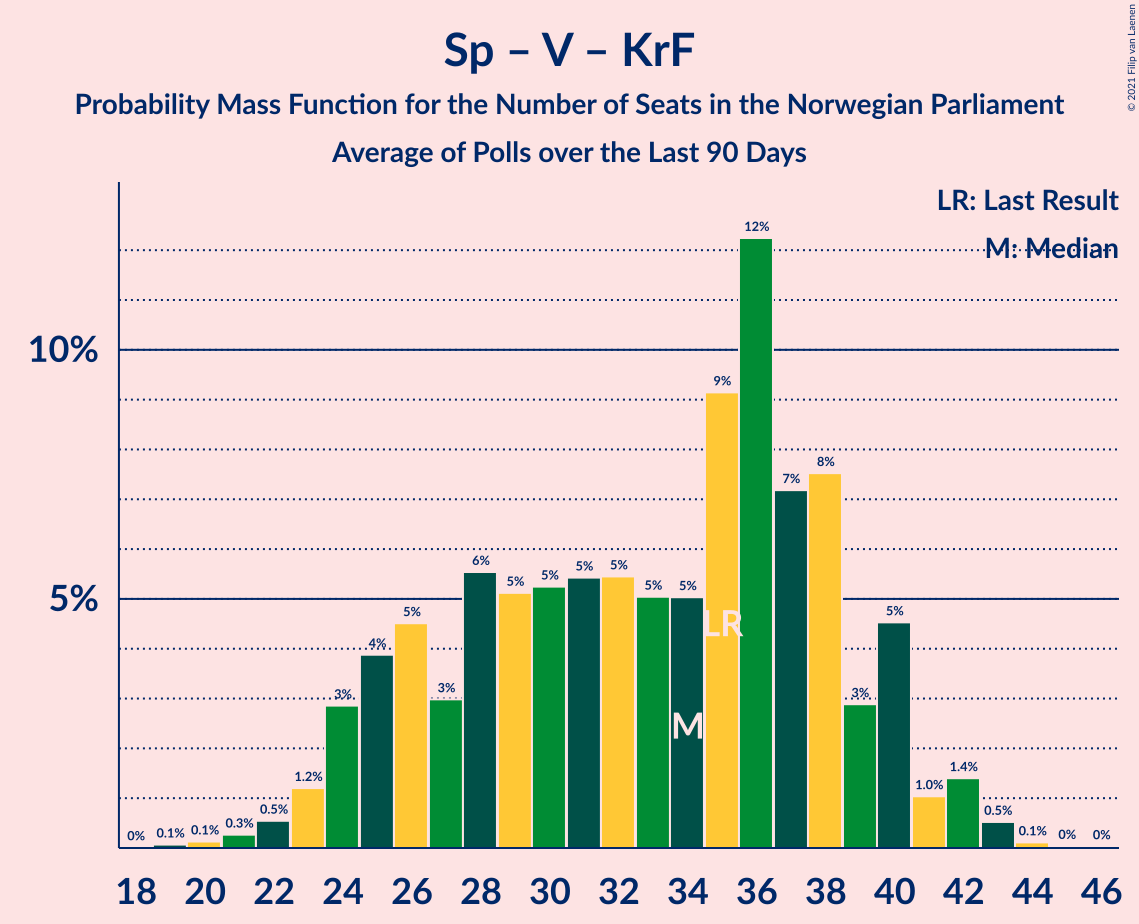 Sp – V – KrF
Probability Mass Function for the Number of Seats in the Norwegian Parliament
Average of Polls over the Last 90 Days
© 2021 Filip van Laenen
LR: Last Result
M: Median
10%
5%
0% 0.1% 0.1% 0.3% 0.5% 1.2% 3% 4% 5% 3% 6% 5% 5% 5% 5% 5% 5% 9% 12% 7% 8% 3% 5% 1.0% 1.4% 0.5% 0.1% 0% 0%
LR
M
18 20 22 24 26 28 30 32 34 36 38 40 42 44 46